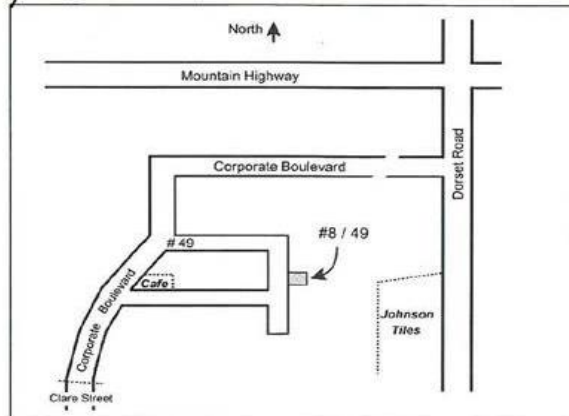 North
Mountain Highway
Corporate Boulevard
Dorset Road
# 49
#8 / 49
Cafe
Corporate Boulevard
Johnson
Tiles
Clare Street